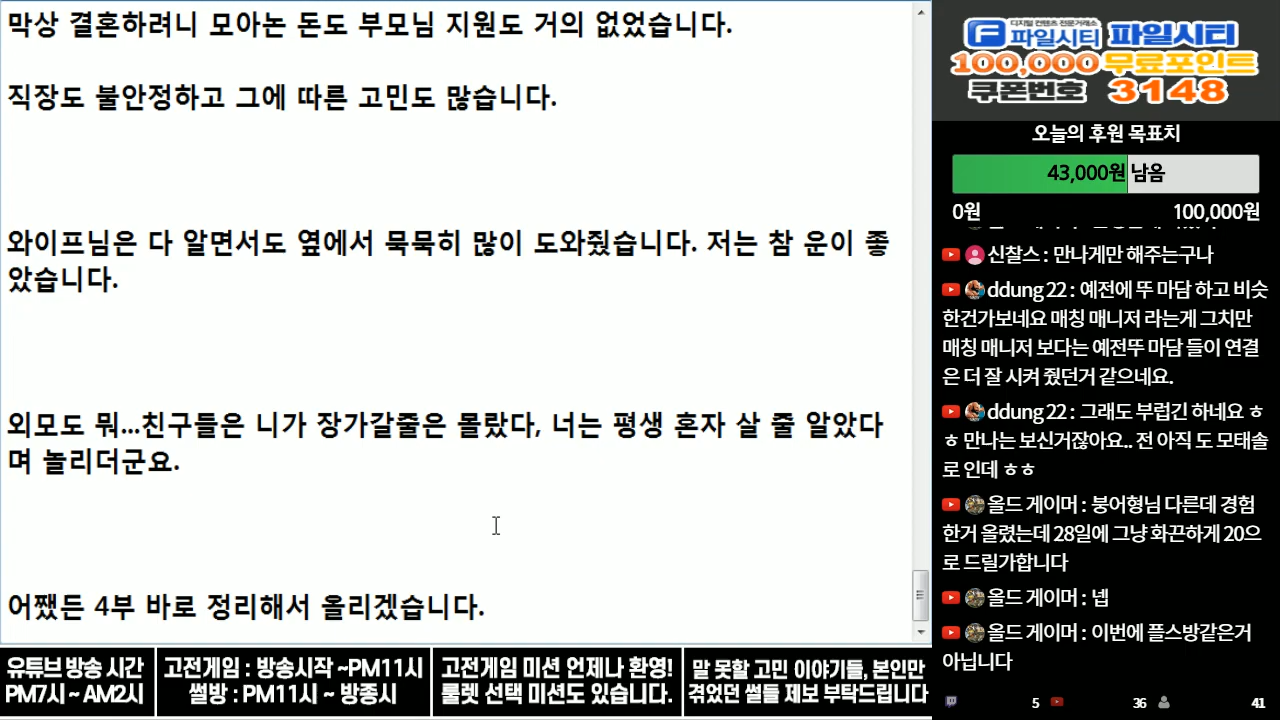 막상 결혼하려니 모아논 돈도 부모님 지원도 거의 없었습니다.
직장도 불안정하고 그에 따른 고민도 많습니다.
와이프님은 다 알면서도 옆에서 묵묵히 많이 도와줬습니다. 저는 참 운이 좋
았습니다.
외모도 뭐...친구들은 니가 장가갈줄은 몰랐다, 너는 평생 혼자 살 줄 알았다
며 놀리더군요.
어쨌든 4부 바로 정리해서 올리겠습니다.
디지털 컨텐츠 전문거래소
파일시티 파일시티
100,000무료포인트
쿠폰번호 3148
오늘의 후원 목표치
43,000원 남음
0원 100,000원
신찰스 : 만나게만 해주는구나
ddung 22 : 예전에 뚜 마담 하고 비슷
한건가보네요 매칭 매니저 라는게 그치만
매칭 매니저 보다는 예전뚜 마담 들이 연결
은 더 잘 시켜 줬던거 같으네요.
ddung 22 : 그래도 부럽긴 하네요 ㅎ
ㅎ 만나는 보신거잖아요.. 전 아직 도 모태솔
로 인데 ㅎㅎ
올드 게이머 : 붕어형님 다른데 경험
한거 올렸는데 28일에 그냥 화끈하게 20으
로 드릴가합니다
올드 게이머 : 넵
올드 게이머 : 이번에 플스방같은거
아닙니다
5 36 41
유튜브 방송 시간
PM7시 ~ AM2시
고전게임 : 방송시작 ~PM11시
썰방 : PM11시 ~ 방종시
고전게임 미션 언제나 환영!
룰렛 선택 미션도 있습니다.
말 못할 고민 이야기들, 본인만
겪었던 썰들 제보 부탁드립니다